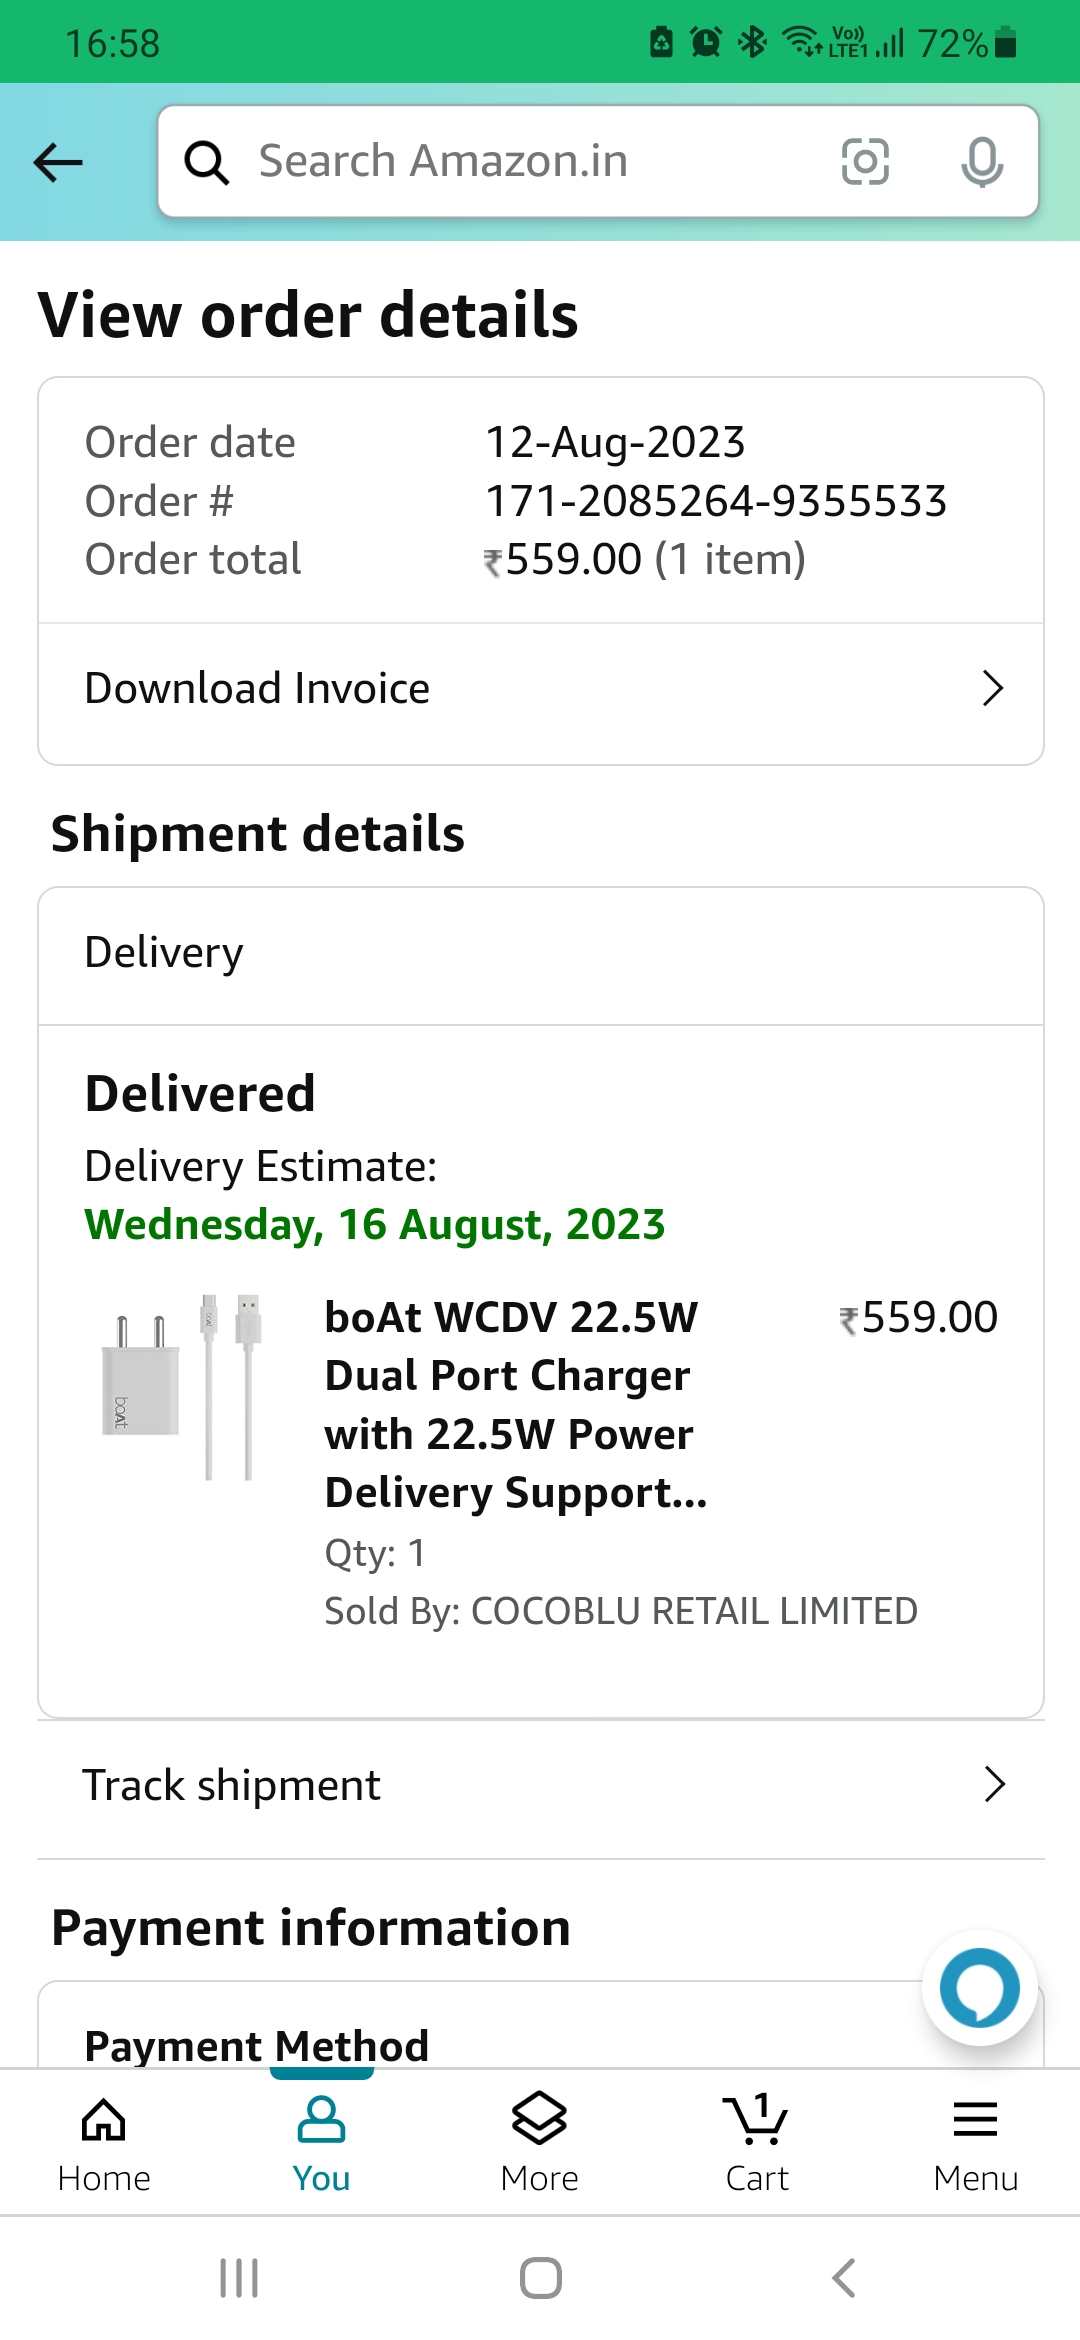 16:58
Vo))
LTE1
72%
Search Amazon.in
View order details
Order date 12-Aug-2023
Order # 171-2085264-9355533
Order total ₹559.00 (1 item)
Download Invoice
Shipment details
Delivery
Delivered
Delivery Estimate:
Wednesday, 16 August, 2023
boAt
boAt
boAt WCDV 22.5W ₹559.00
Dual Port Charger
with 22.5W Power
Delivery Support...
Qty: 1
Sold By: COCOBLU RETAIL LIMITED
Track shipment
Payment information
Payment Method
1
Home You More Cart Menu